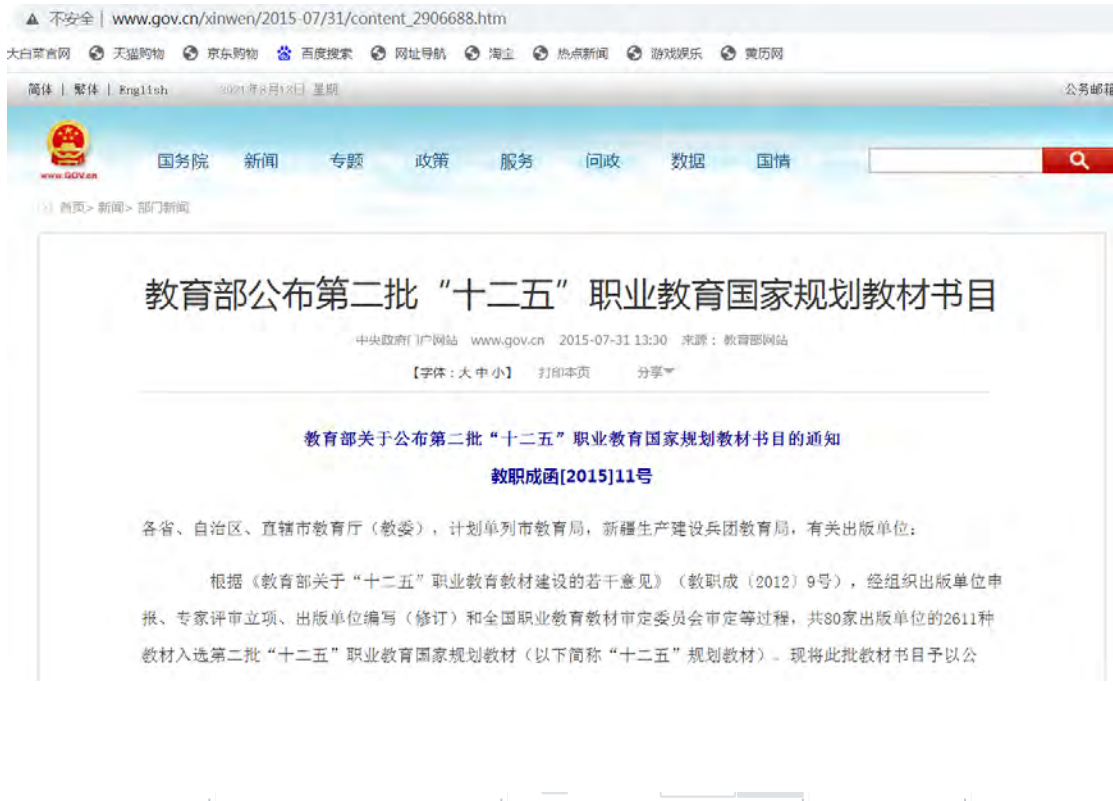 不安全 | www.gov.cn/xinwen/2015-07/31/content_2906688.htm
大白菜官网 天猫购物 京东购物 百度搜索 网址导航 淘宝 热点新闻 游戏娱乐 黄历网
简体 | 繁体 | English 2021年8月18日 星期 公务邮箱
国务院 新闻 专题 政策 服务 问政 数据 国情
www.GOV.cn
首页> 新闻> 部门新闻
教育部公布第二批“十二五”职业教育国家规划教材书目
中央政府门户网站 www.gov.cn 2015-07-31 13:30 来源：教育部网站
【字体：大 中 小】 打印本页 分享
教育部关于公布第二批“十二五”职业教育国家规划教材书目的通知
教职成函[2015]11号
各省、自治区、直辖市教育厅（教委），计划单列市教育局，新疆生产建设兵团教育局，有关出版单位：
根据《教育部关于“十二五”职业教育教材建设的若干意见》（教职成〔2012〕9号），经组织出版单位申
报、专家评审立项、出版单位编写（修订）和全国职业教育教材审定委员会审定等过程，共80家出版单位的2611种
教材入选第二批“十二五”职业教育国家规划教材（以下简称“十二五”规划教材）。现将此批教材书目予以公